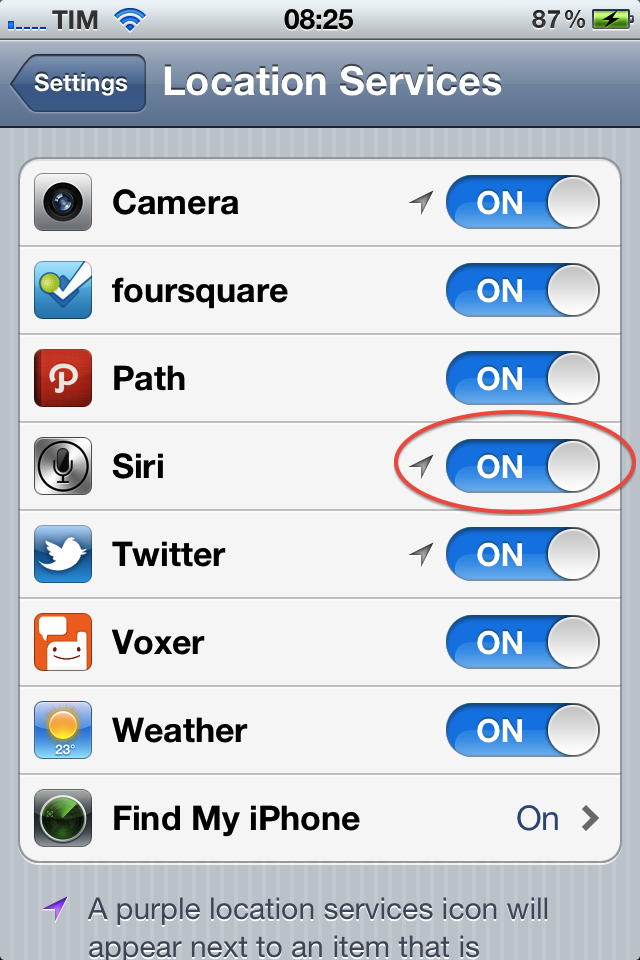 TIM 08:25 87%
Settings Location Services
Camera ON
foursquare ON
Path ON
Siri ON
Twitter ON
Voxer ON
23°
Weather ON
Find My iPhone On
A purple location services icon will
appear next to an item that is